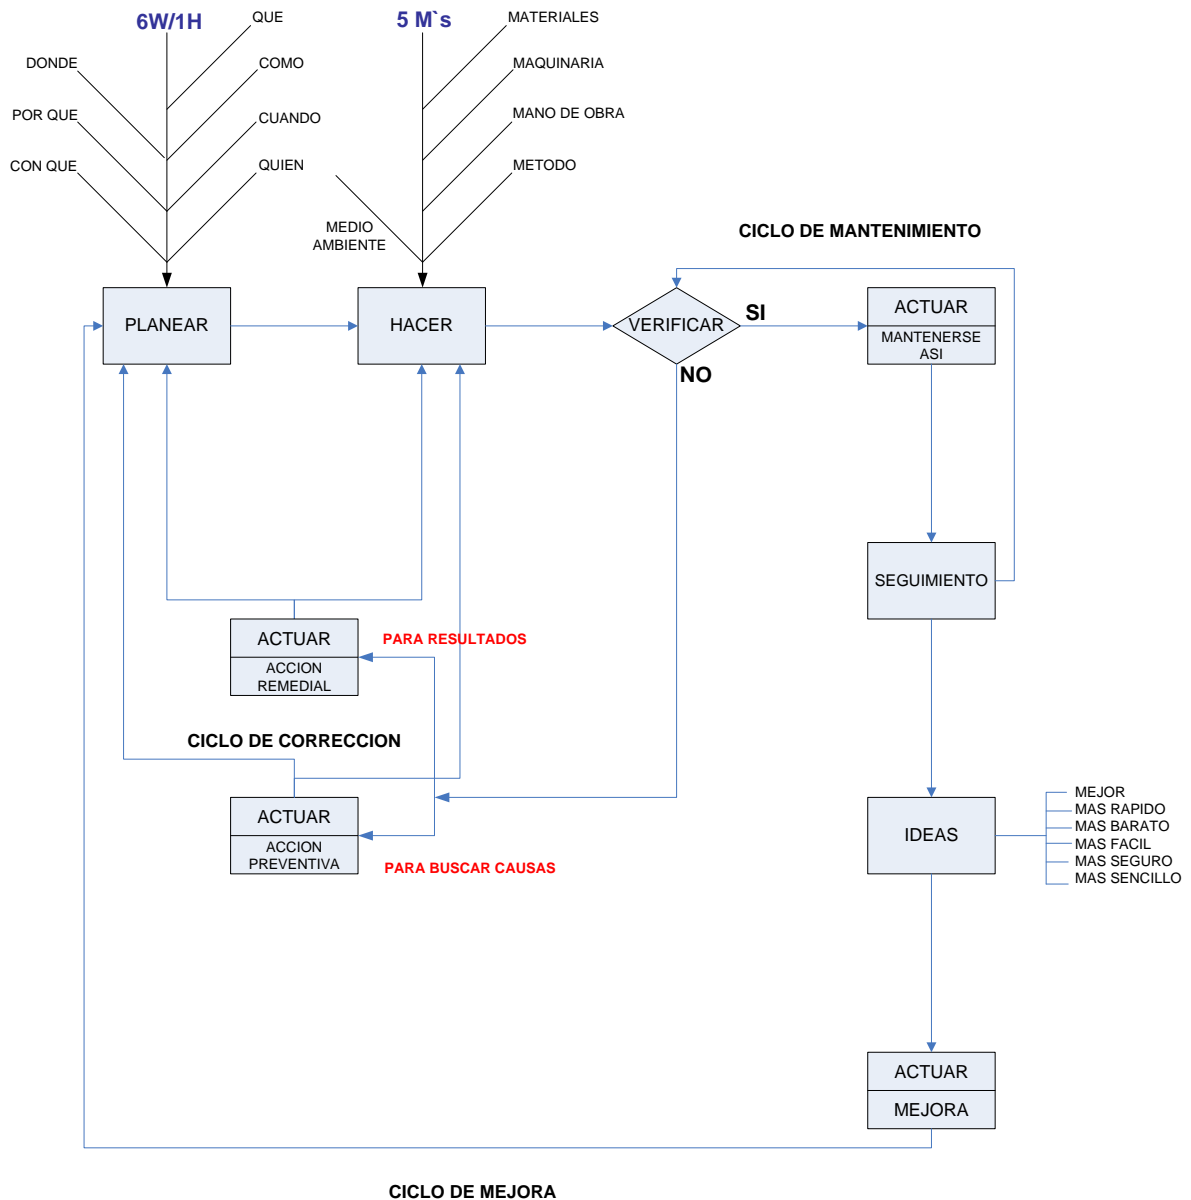 6W/1H
QUE
5 M`s
MATERIALES
DONDE
COMO
MAQUINARIA
POR QUE
CUANDO
MANO DE OBRA
CON QUE
QUIEN
METODO
MEDIO
AMBIENTE
CICLO DE MANTENIMIENTO
PLANEAR
HACER
VERIFICAR
SI
NO
ACTUAR
MANTENERSE
ASI
SEGUIMIENTO
ACTUAR
ACCION
REMEDIAL
PARA RESULTADOS
CICLO DE CORRECCION
ACTUAR
ACCION
PREVENTIVA
PARA BUSCAR CAUSAS
IDEAS
MEJOR
MAS RAPIDO
MAS BARATO
MAS FACIL
MAS SEGURO
MAS SENCILLO
ACTUAR
MEJORA
CICLO DE MEJORA